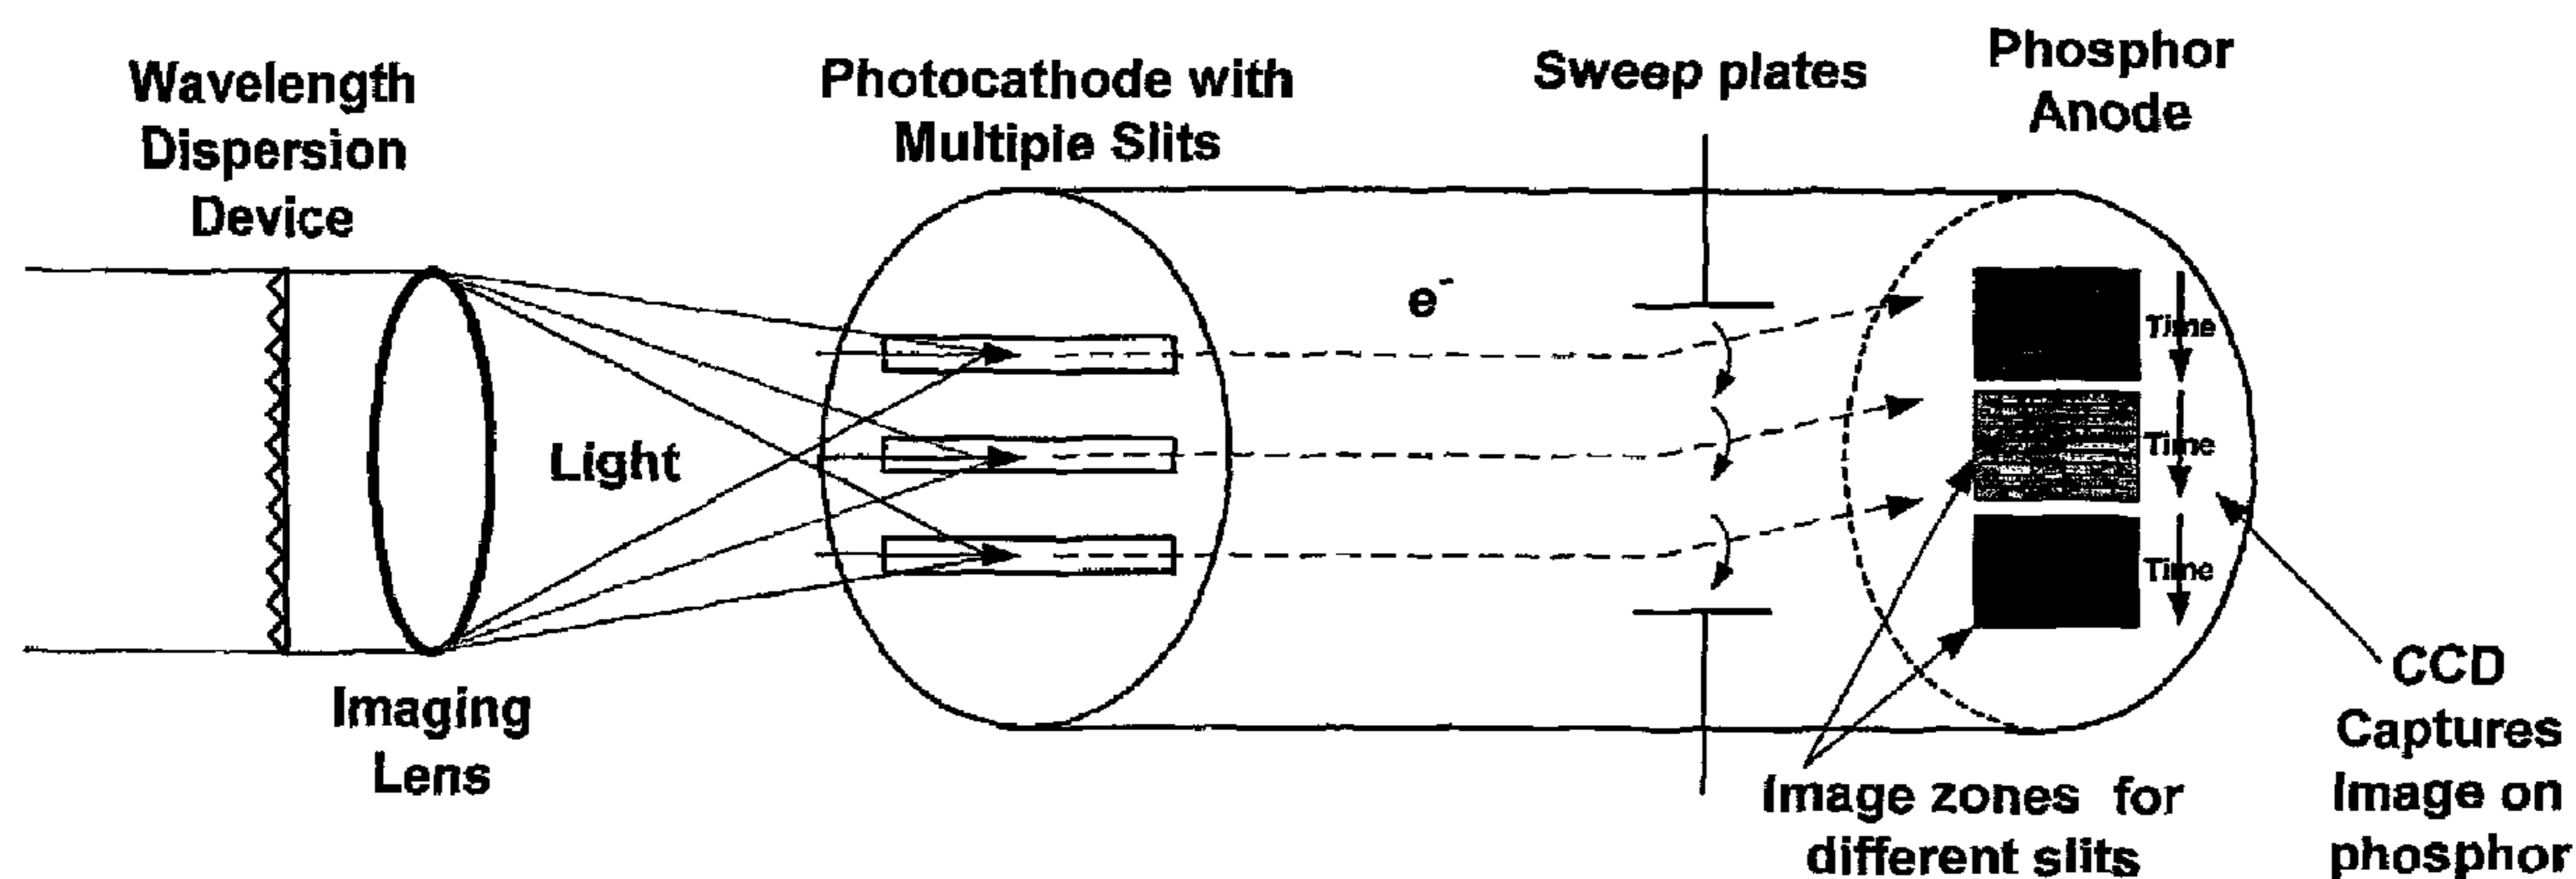 Wavelength
Dispersion
Device
Photocathode with
Multiple Slits
Sweep plates
Phosphor
Anode
Light
e-
Time
Time
Time
Imaging
Lens
Image zones for
different slits
CCD
Captures
Image on
phosphor